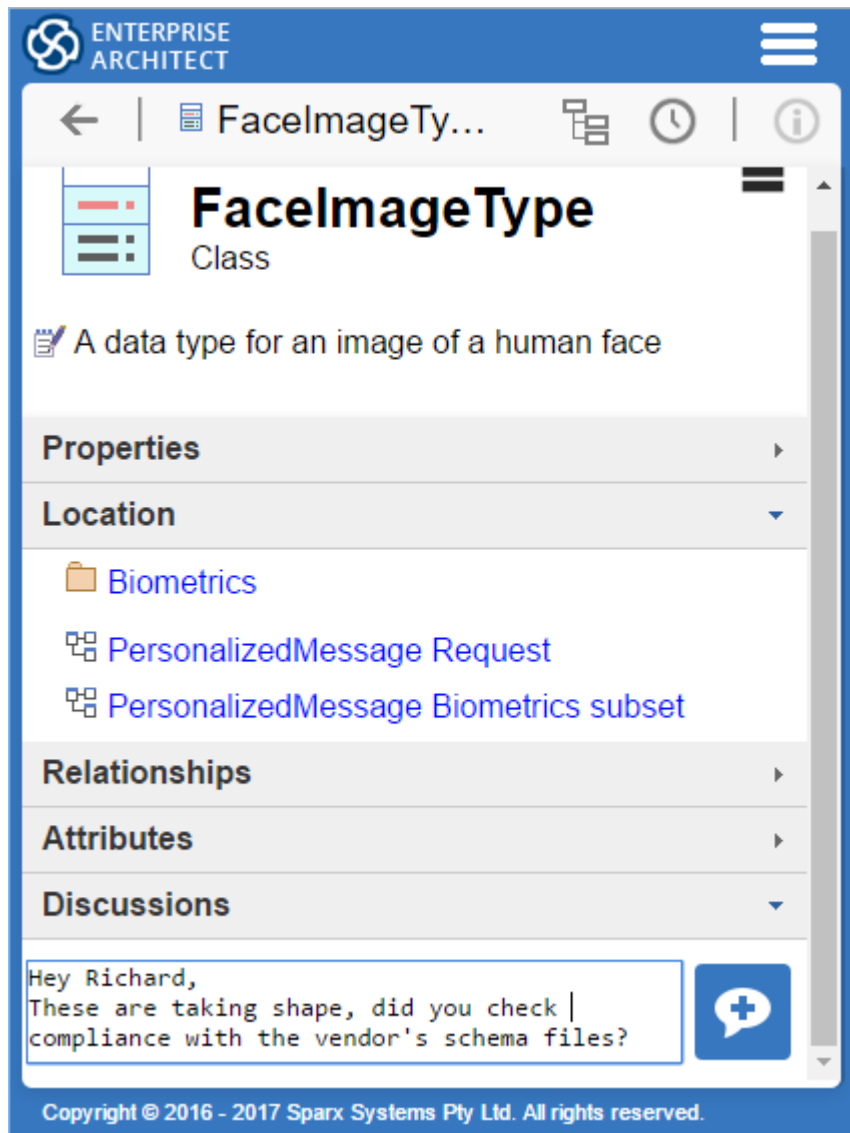 ENTERPRISE
ARCHITECT
FaceImageTy...
FaceImageType
Class
A data type for an image of a human face
Properties
Location
Biometrics
PersonalizedMessage Request
PersonalizedMessage Biometrics subset
Relationships
Attributes
Discussions
Hey Richard,
These are taking shape, did you check
compliance with the vendor's schema files?
Copyright © 2016 - 2017 Sparx Systems Pty Ltd. All rights reserved.